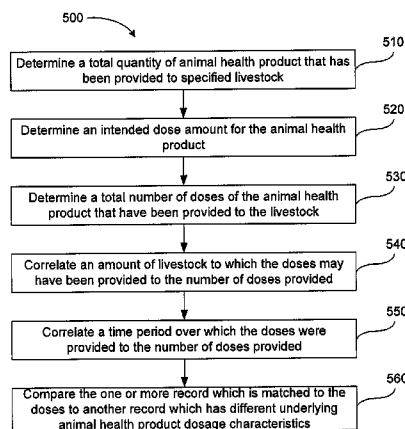 500
510
Determine a total quantity of animal health product that has
been provided to specified livestock
520
Determine an intended dose amount for the animal health
product
530
Determine a total number of doses of the animal health
product that have been provided to the livestock
540
Correlate an amount of livestock to which the doses may
have been provided to the number of doses provided
550
Correlate a time period over which the doses were
provided to the number of doses provided
560
Compare the one or more record which is matched to the
doses to another record which has different underlying
animal health product dosage characteristics